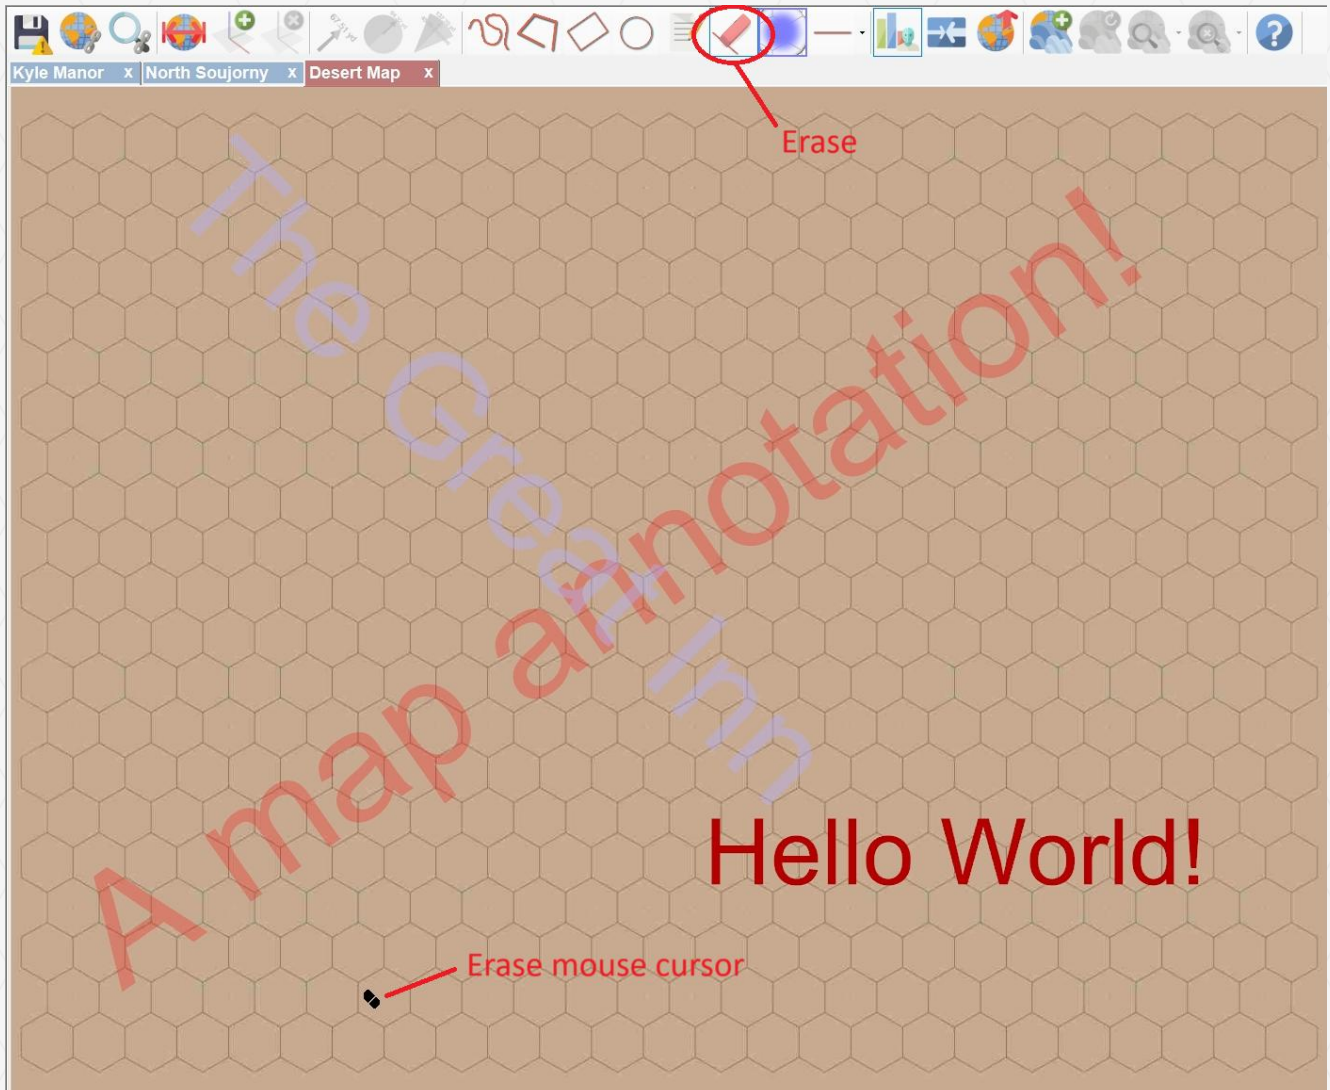 Kyle Manor x North Soujorny x Desert Map x
Erase
The Great Inn
A map annotation!
Hello World!
Erase mouse cursor